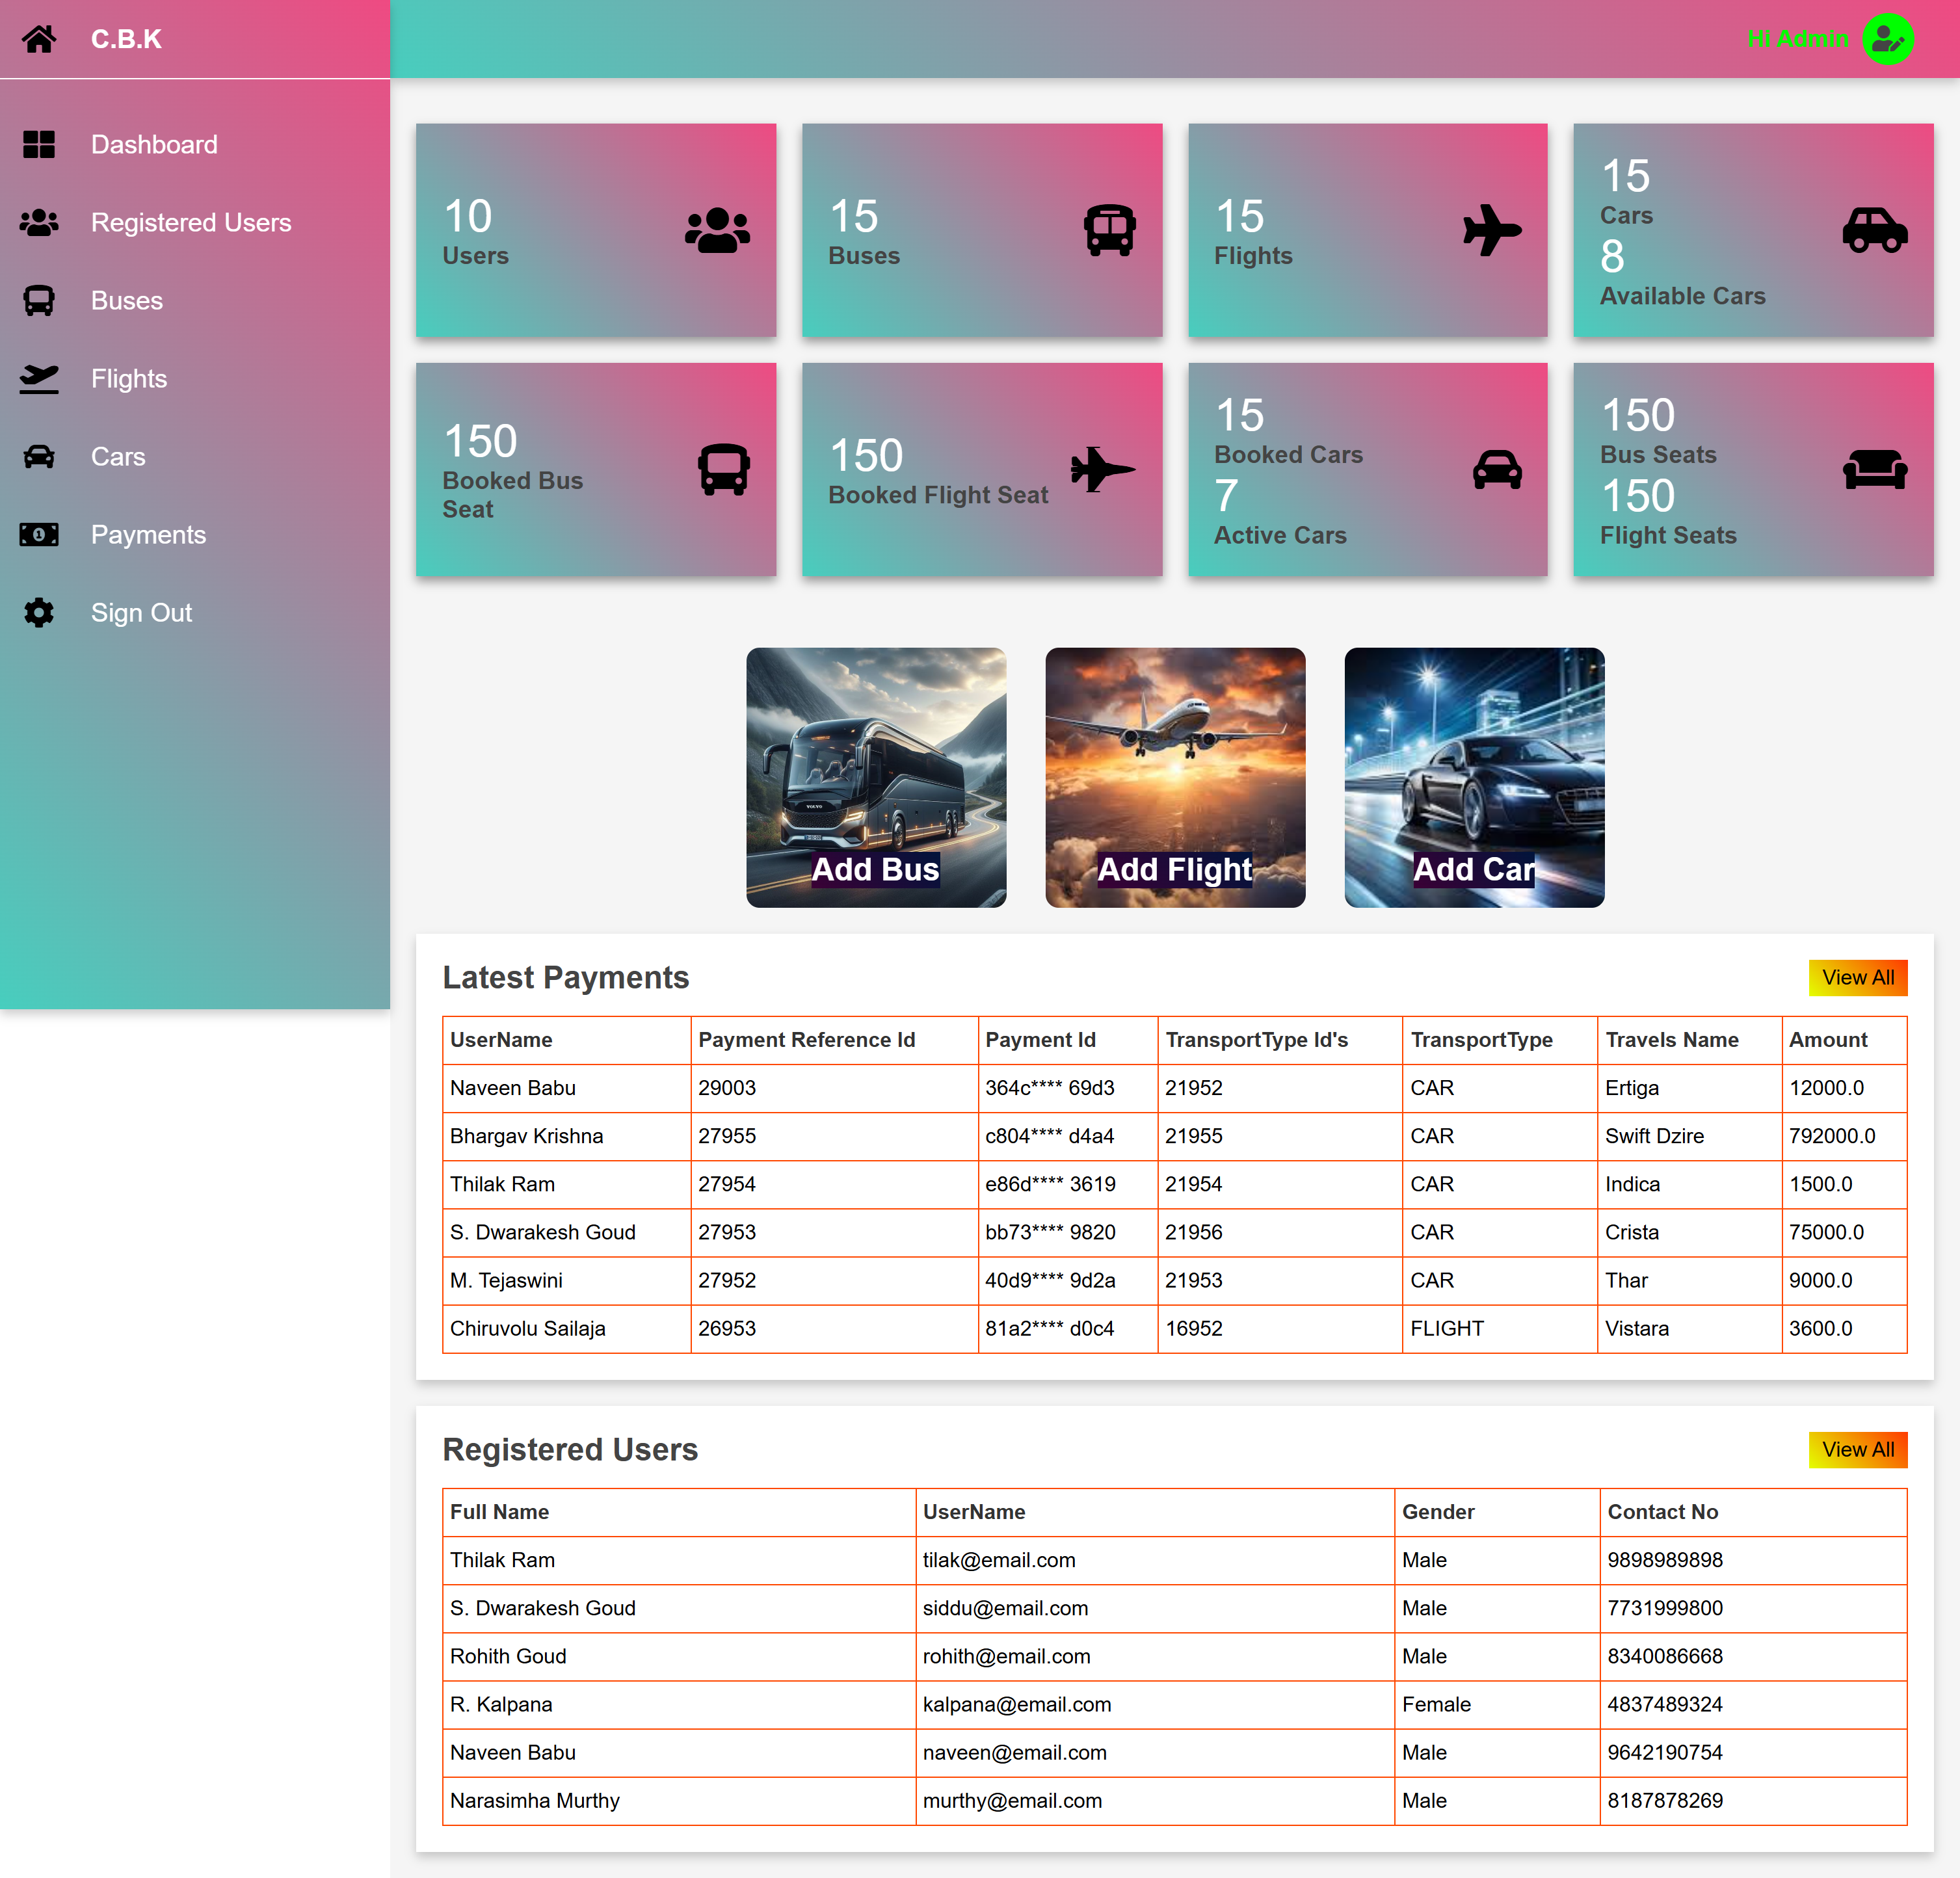 C.B.K
Hi Admin
Dashboard
Registered Users
Buses
Flights
Cars
Payments
Sign Out
10
Users
15
Buses
15
Flights
15
Cars
8
Available Cars
150
Booked Bus
Seat
150
Booked Flight Seat
15
Booked Cars
7
Active Cars
150
Bus Seats
150
Flight Seats
VOLVO
Add Bus
Add Flight
Add Car
Latest Payments
View All
UserName Payment Reference Id Payment Id TransportType Id's TransportType Travels Name Amount
Naveen Babu 29003 364c**** 69d3 21952 CAR Ertiga 12000.0
Bhargav Krishna 27955 c804**** d4a4 21955 CAR Swift Dzire 792000.0
Thilak Ram 27954 e86d**** 3619 21954 CAR Indica 1500.0
S. Dwarakesh Goud 27953 bb73**** 9820 21956 CAR Crista 75000.0
M. Tejaswini 27952 40d9**** 9d2a 21953 CAR Thar 9000.0
Chiruvolu Sailaja 26953 81a2**** d0c4 16952 FLIGHT Vistara 3600.0
Registered Users
View All
Full Name UserName Gender Contact No
Thilak Ram tilak@email.com Male 9898989898
S. Dwarakesh Goud siddu@email.com Male 7731999800
Rohith Goud rohith@email.com Male 8340086668
R. Kalpana kalpana@email.com Female 4837489324
Naveen Babu naveen@email.com Male 9642190754
Narasimha Murthy murthy@email.com Male 8187878269